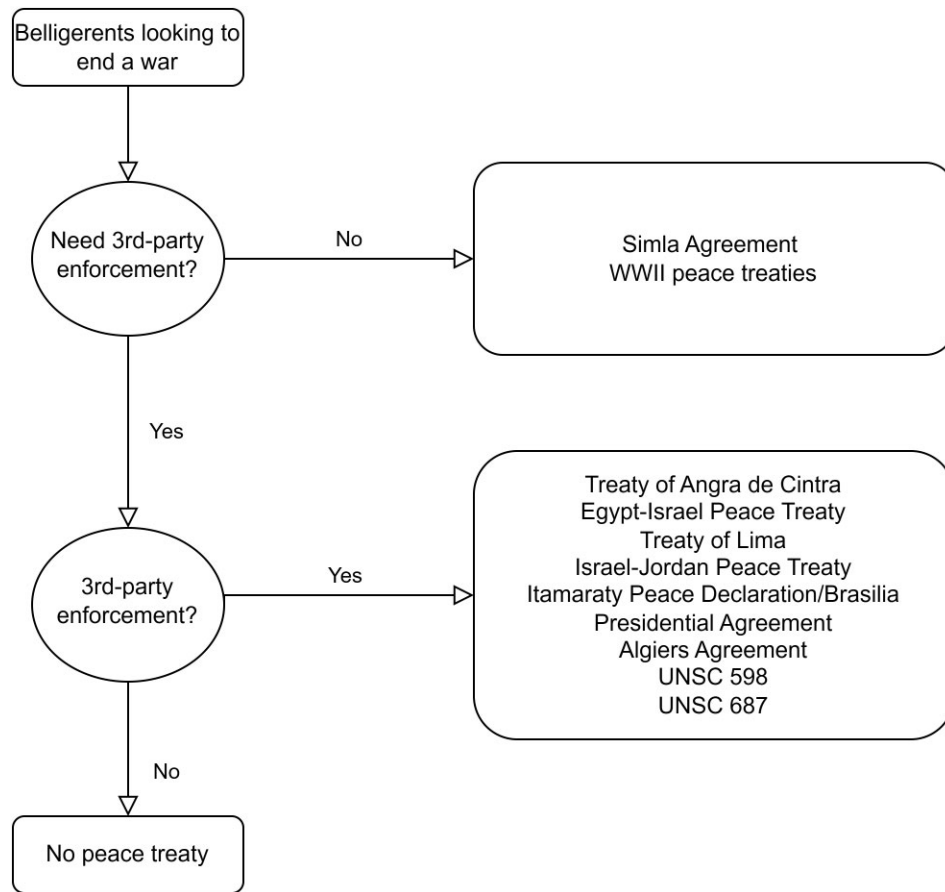 Belligerents looking to
end a war
Need 3rd-party
enforcement?
No
Simla Agreement
WWII peace treaties
Yes
3rd-party
enforcement?
Yes
Treaty of Angra de Cintra
Egypt-Israel Peace Treaty
Treaty of Lima
Israel-Jordan Peace Treaty
Itamaraty Peace Declaration/Brasilia
Presidential Agreement
Algiers Agreement
UNSC 598
UNSC 687
No
No peace treaty